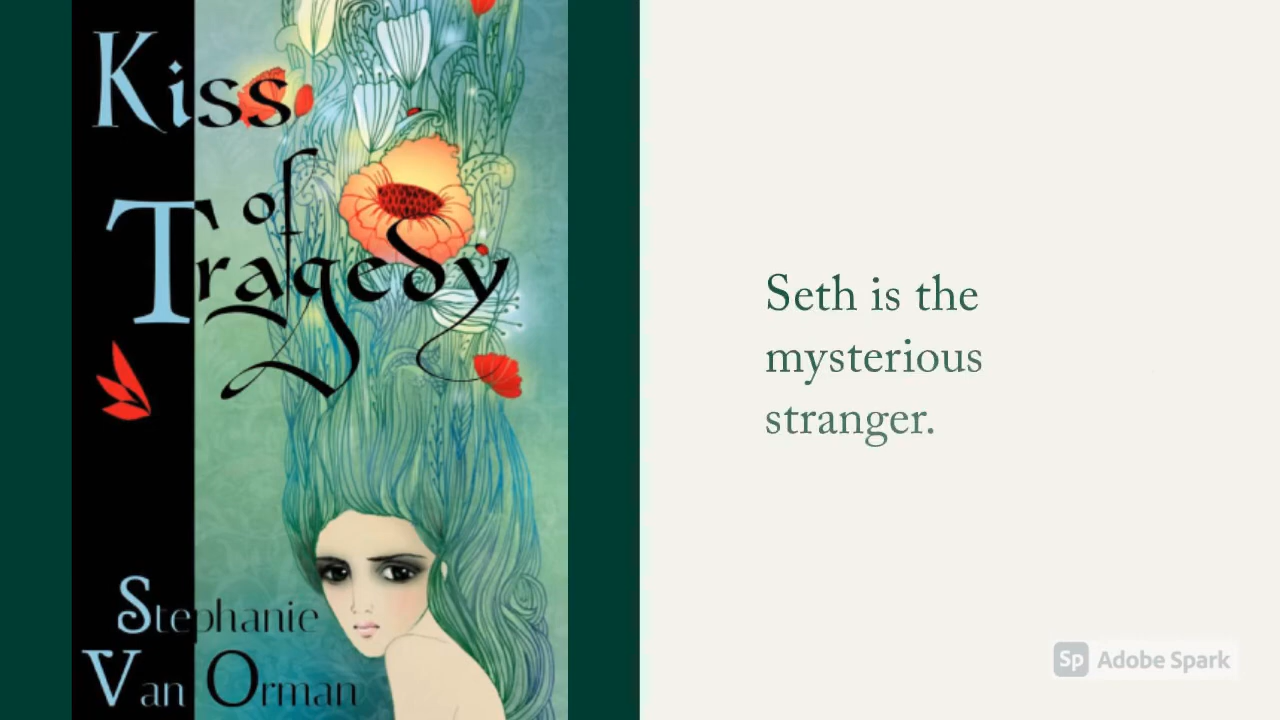 Kiss
of
Tragedy
Stephanie
Van Orman
Seth is the
mysterious
stranger.
Sp Adobe Spark